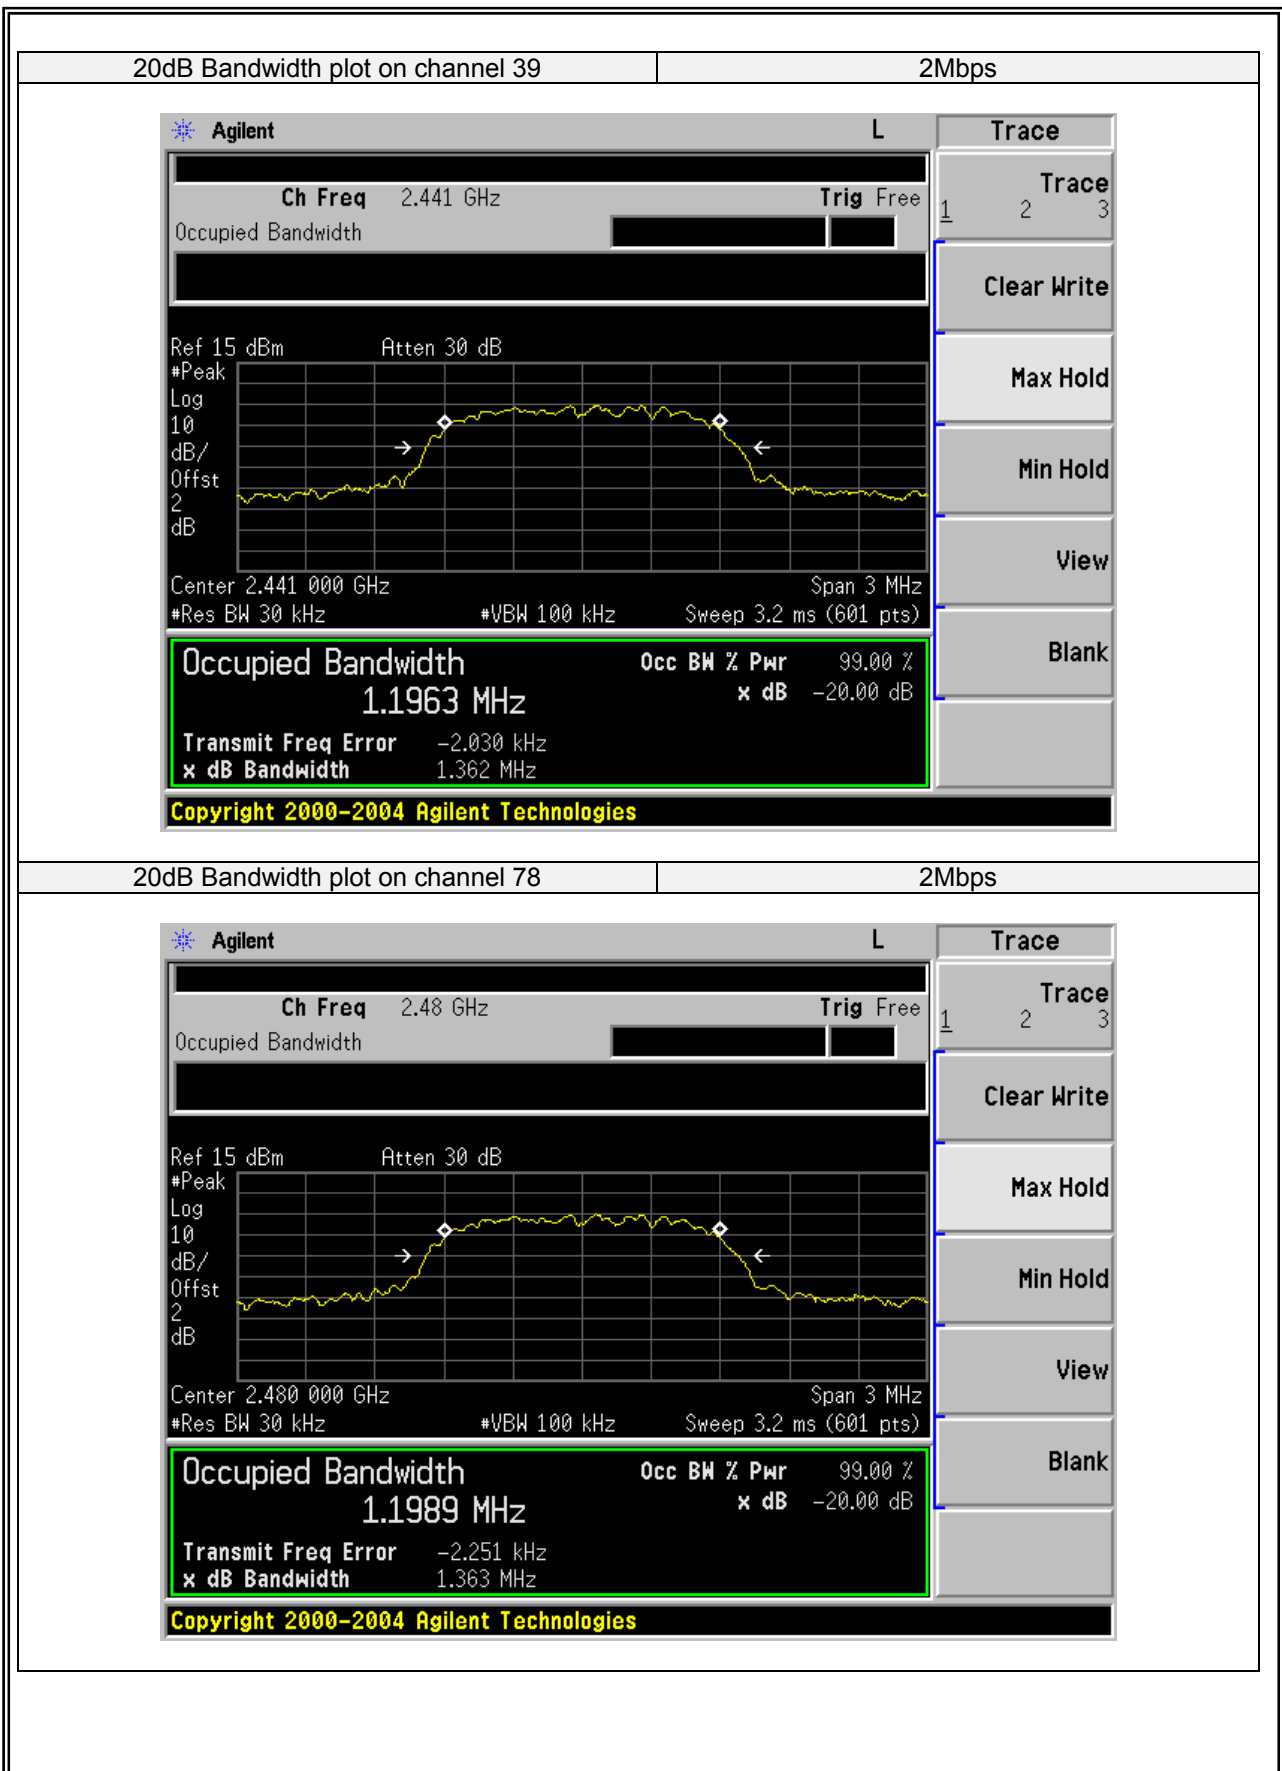 20dB Bandwidth plot on channel 39 2Mbps
Agilent L Trace
Ch Freq 2.441 GHz Trig Free
Trace
1 2 3
Occupied Bandwidth
Clear Write
Ref 15 dBm Atten 30 dB
#Peak
Max Hold
Log
10
dB/
Min Hold
Offst
2
dB
View
Center 2.441 000 GHz Span 3 MHz
#Res BW 30 kHz #VBW 100 kHz Sweep 3.2 ms (601 pts)
Blank
Occupied Bandwidth Occ BW % Pwr 99.00 %
1.1963 MHz x dB -20.00 dB
Transmit Freq Error -2.030 kHz
x dB Bandwidth 1.362 MHz
Copyright 2000-2004 Agilent Technologies
20dB Bandwidth plot on channel 78 2Mbps
Agilent L Trace
Ch Freq 2.48 GHz Trig Free
Trace
1 2 3
Occupied Bandwidth
Clear Write
Ref 15 dBm Atten 30 dB
#Peak
Max Hold
Log
10
dB/
Min Hold
Offst
2
dB
View
Center 2.480 000 GHz Span 3 MHz
#Res BW 30 kHz #VBW 100 kHz Sweep 3.2 ms (601 pts)
Blank
Occupied Bandwidth Occ BW % Pwr 99.00 %
1.1989 MHz x dB -20.00 dB
Transmit Freq Error -2.251 kHz
x dB Bandwidth 1.363 MHz
Copyright 2000-2004 Agilent Technologies